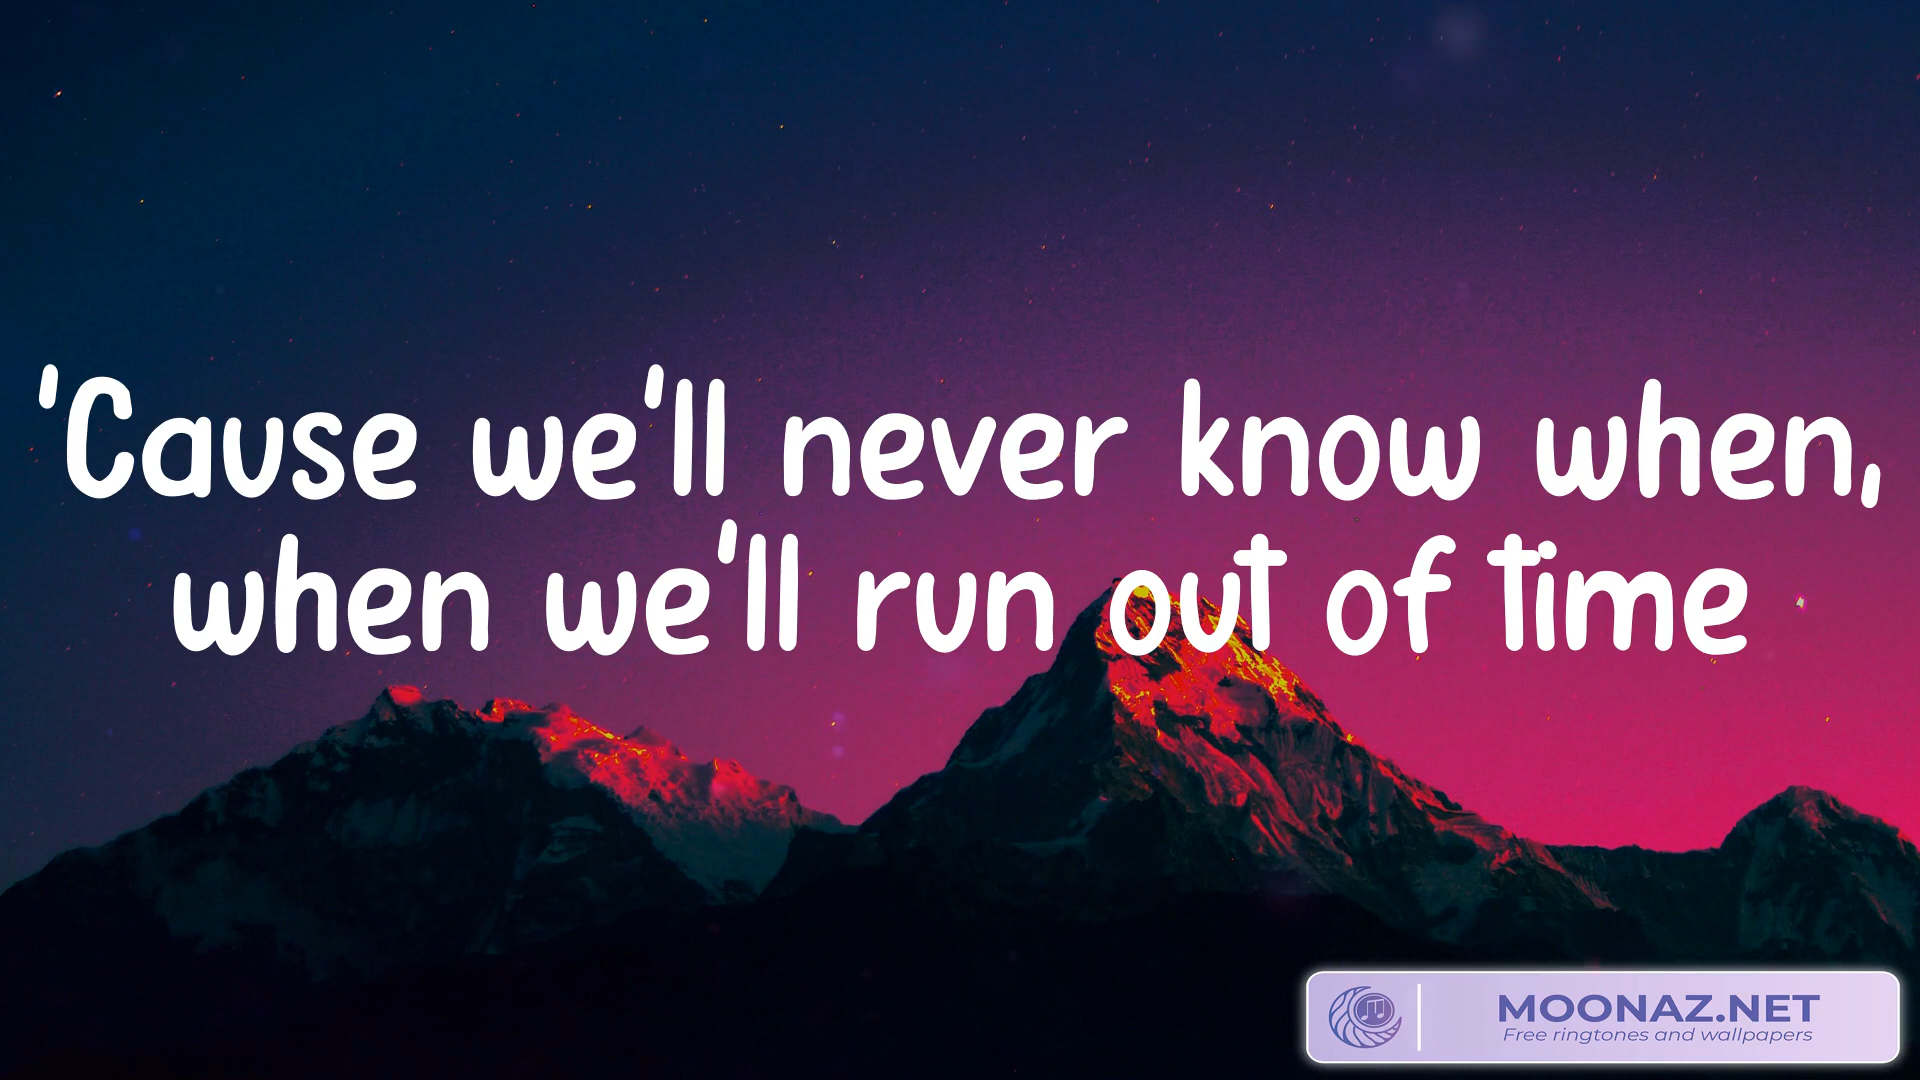 'Cause we'll never know when,
when we'll run out of time
MOONAZ.NET
Free ringtones and wallpapers